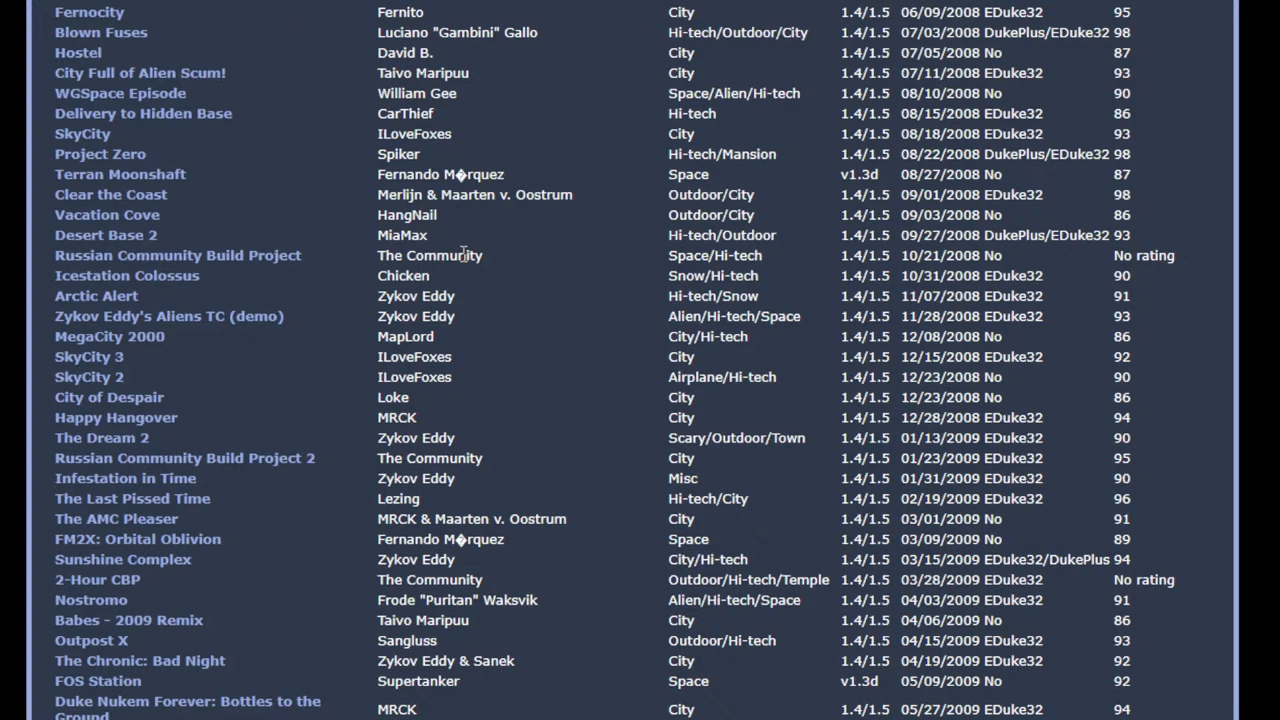 Fernocity Fernito City 1.4/1.5 06/09/2008 EDuke32 95
Blown Fuses Luciano "Gambini" Gallo Hi-tech/Outdoor/City 1.4/1.5 07/03/2008 DukePlus/EDuke32 98
Hostel David B. City 1.4/1.5 07/05/2008 No 87
City Full of Alien Scum! Taivo Maripuu City 1.4/1.5 07/11/2008 EDuke32 93
WGSpace Episode William Gee Space/Alien/Hi-tech 1.4/1.5 08/10/2008 No 90
Delivery to Hidden Base CarThief Hi-tech 1.4/1.5 08/15/2008 EDuke32 86
SkyCity ILoveFoxes City 1.4/1.5 08/18/2008 EDuke32 93
Project Zero Spiker Hi-tech/Mansion 1.4/1.5 08/22/2008 DukePlus/EDuke32 98
Terran Moonshaft Fernando M�rquez Space v1.3d 08/27/2008 No 87
Clear the Coast Merlijn & Maarten v. Oostrum Outdoor/City 1.4/1.5 09/01/2008 EDuke32 98
Vacation Cove HangNail Outdoor/City 1.4/1.5 09/03/2008 No 86
Desert Base 2 MiaMax Hi-tech/Outdoor 1.4/1.5 09/27/2008 DukePlus/EDuke32 93
Russian Community Build Project The Community Space/Hi-tech 1.4/1.5 10/21/2008 No No rating
Icestation Colossus Chicken Snow/Hi-tech 1.4/1.5 10/31/2008 EDuke32 90
Arctic Alert Zykov Eddy Hi-tech/Snow 1.4/1.5 11/07/2008 EDuke32 91
Zykov Eddy's Aliens TC (demo) Zykov Eddy Alien/Hi-tech/Space 1.4/1.5 11/28/2008 EDuke32 93
MegaCity 2000 MapLord City/Hi-tech 1.4/1.5 12/08/2008 No 86
SkyCity 3 ILoveFoxes City 1.4/1.5 12/15/2008 EDuke32 92
SkyCity 2 ILoveFoxes Airplane/Hi-tech 1.4/1.5 12/23/2008 No 90
City of Despair Loke City 1.4/1.5 12/23/2008 No 86
Happy Hangover MRCK City 1.4/1.5 12/28/2008 EDuke32 94
The Dream 2 Zykov Eddy Scary/Outdoor/Town 1.4/1.5 01/13/2009 EDuke32 90
Russian Community Build Project 2 The Community City 1.4/1.5 01/23/2009 EDuke32 95
Infestation in Time Zykov Eddy Misc 1.4/1.5 01/31/2009 EDuke32 90
The Last Pissed Time Lezing Hi-tech/City 1.4/1.5 02/19/2009 EDuke32 96
The AMC Pleaser MRCK & Maarten v. Oostrum City 1.4/1.5 03/01/2009 No 91
FM2X: Orbital Oblivion Fernando M�rquez Space 1.4/1.5 03/09/2009 No 89
Sunshine Complex Zykov Eddy City/Hi-tech 1.4/1.5 03/15/2009 EDuke32/DukePlus 94
2-Hour CBP The Community Outdoor/Hi-tech/Temple 1.4/1.5 03/28/2009 EDuke32 No rating
Nostromo Frode "Puritan" Waksvik Alien/Hi-tech/Space 1.4/1.5 04/03/2009 EDuke32 91
Babes - 2009 Remix Taivo Maripuu City 1.4/1.5 04/06/2009 No 86
Outpost X Sangluss Outdoor/Hi-tech 1.4/1.5 04/15/2009 EDuke32 93
The Chronic: Bad Night Zykov Eddy & Sanek City 1.4/1.5 04/19/2009 EDuke32 92
FOS Station Supertanker Space v1.3d 05/09/2009 No 92
Duke Nukem Forever: Bottles to the
Ground MRCK City 1.4/1.5 05/27/2009 EDuke32 94